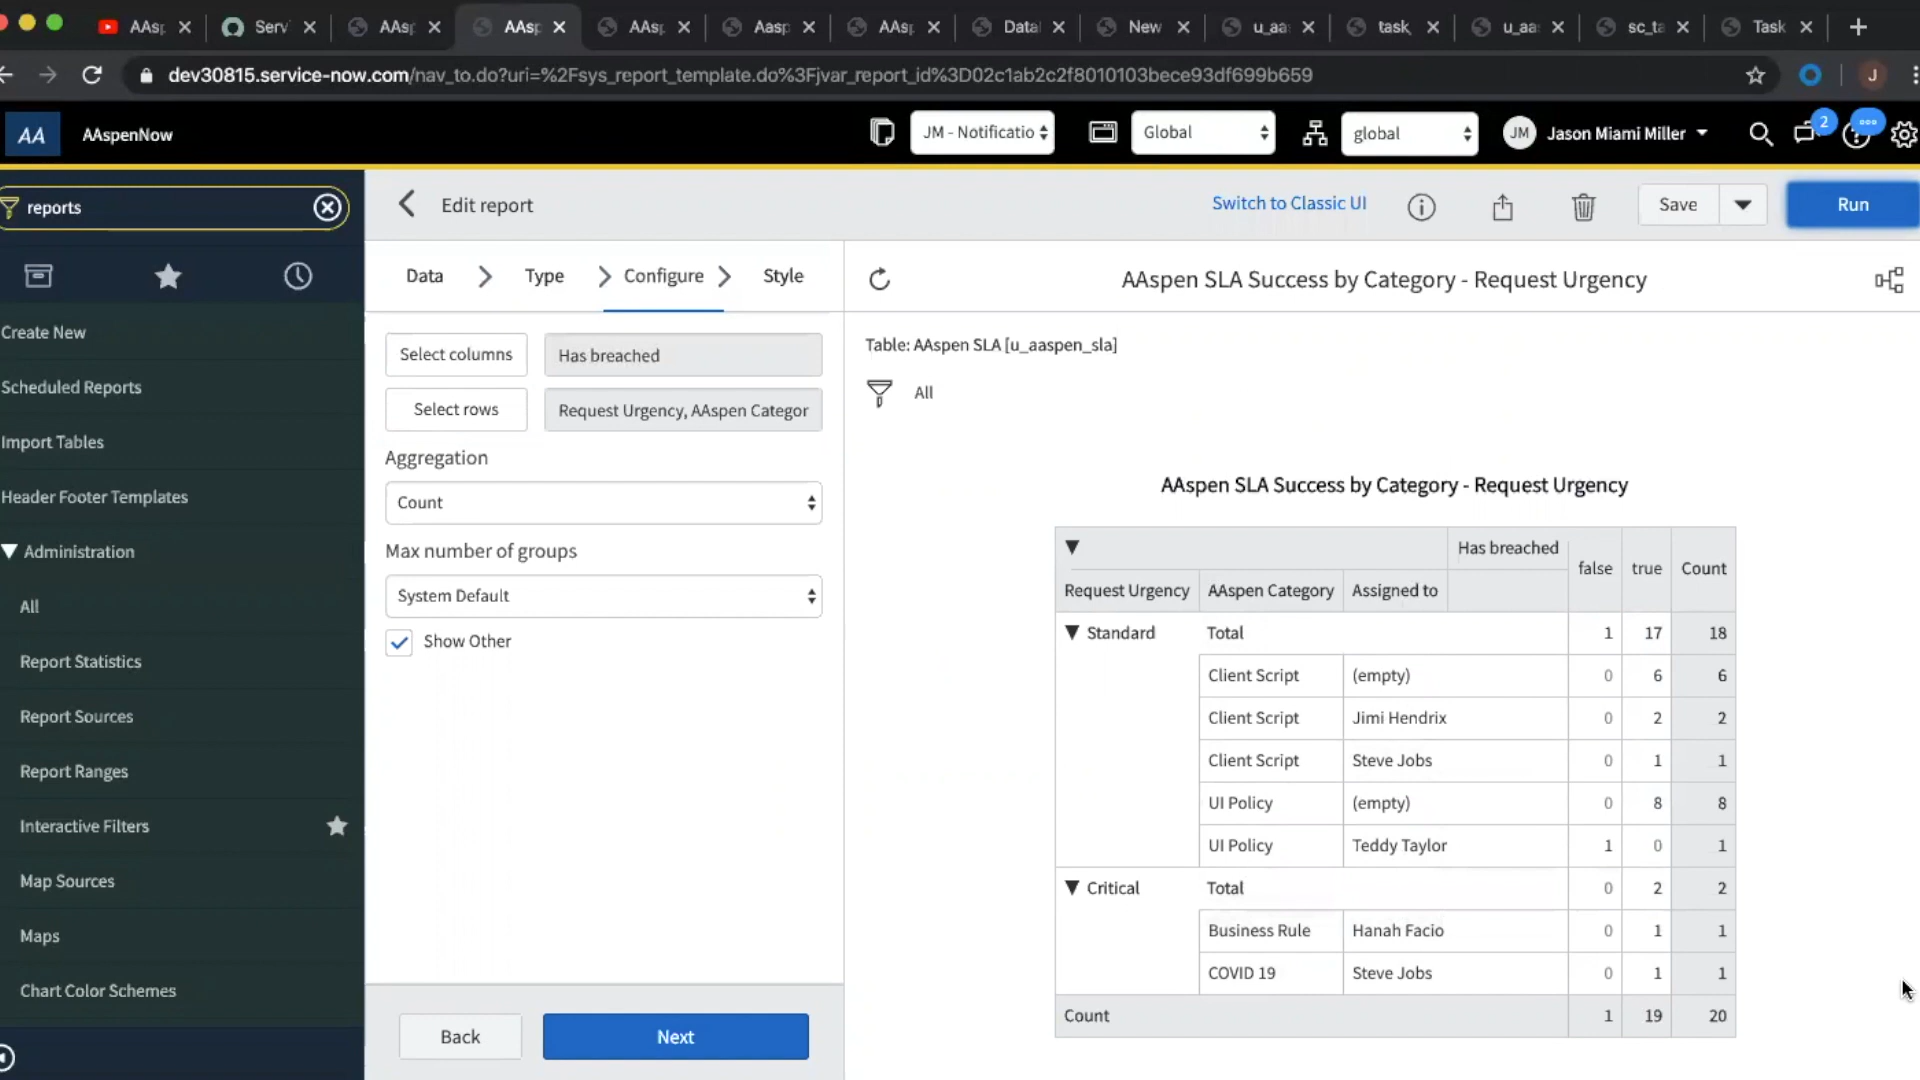 AAsp
Serv
AAsp
AAsp
AAsp
Aasp
AAsp
Data
New
u_aa
task,
u_aa
sc_ta
Task
dev30815.service-now.com/nav_to.do?uri=%2Fsys_report_template.do%3Fjvar_report_id%3D02c1ab2c2f8010103bece93df699b659
J
AA AAspenNow
JM - Notificatio
Global
global
JM Jason Miami Miller
2
reports
Edit report
Switch to Classic UI
Save
Run
Data
Type
Configure
Style
AAspen SLA Success by Category - Request Urgency
Create New
Scheduled Reports
Import Tables
Header Footer Templates
Administration
All
Report Statistics
Report Sources
Report Ranges
Interactive Filters
Map Sources
Maps
Chart Color Schemes
Select columns Has breached
Select rows Request Urgency, AAspen Categor
Aggregation
Count
Max number of groups
System Default
Show Other
Back
Next
Table: AAspen SLA [u_aaspen_sla]
All
AAspen SLA Success by Category - Request Urgency
Has breached false true Count
Request Urgency AAspen Category Assigned to
Standard Total 1 17 18
Client Script (empty) 0 6 6
Client Script Jimi Hendrix 0 2 2
Client Script Steve Jobs 0 1 1
UI Policy (empty) 0 8 8
UI Policy Teddy Taylor 1 0 1
Critical Total 0 2 2
Business Rule Hanah Facio 0 1 1
COVID 19 Steve Jobs 0 1 1
Count 1 19 20